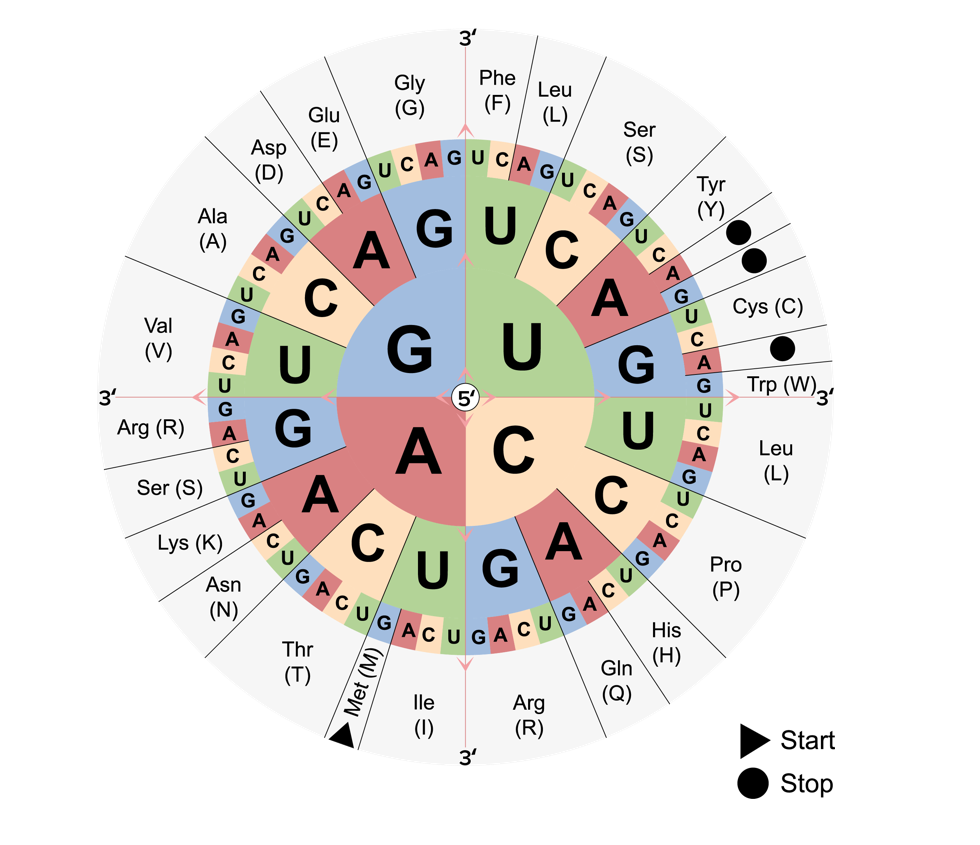 3‘
Phe
(F)
Leu
(L)
Ser
(S)
Tyr
(Y)
Cys (C)
Trp (W)
3‘
Leu
(L)
Pro
(P)
His
(H)
Gln
(Q)
Arg
(R)
3‘
Ile
(I)
Met (M)
Thr
(T)
Asn
(N)
Lys (K)
Ser (S)
Arg (R)
3‘
Val
(V)
Ala
(A)
Asp
(D)
Glu
(E)
Gly
(G)
U C A G U C A G U C A G U C A G
U C A G U C A G U C A G U C A G
U C A G U C A G U C A G U C A G
U C A G U C A G U C A G U C A G
U C A G
U C A G
U C A G
U C A G
U C A G
5‘
Start
Stop